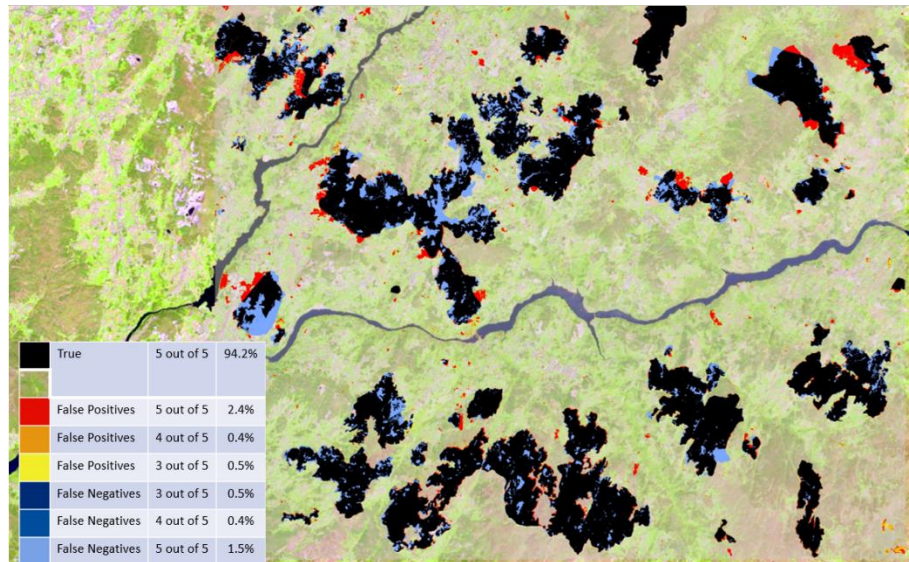 True 5 out of 5 94.2%
False Positives 5 out of 5 2.4%
False Positives 4 out of 5 0.4%
False Positives 3 out of 5 0.5%
False Negatives 3 out of 5 0.5%
False Negatives 4 out of 5 0.4%
False Negatives 5 out of 5 1.5%